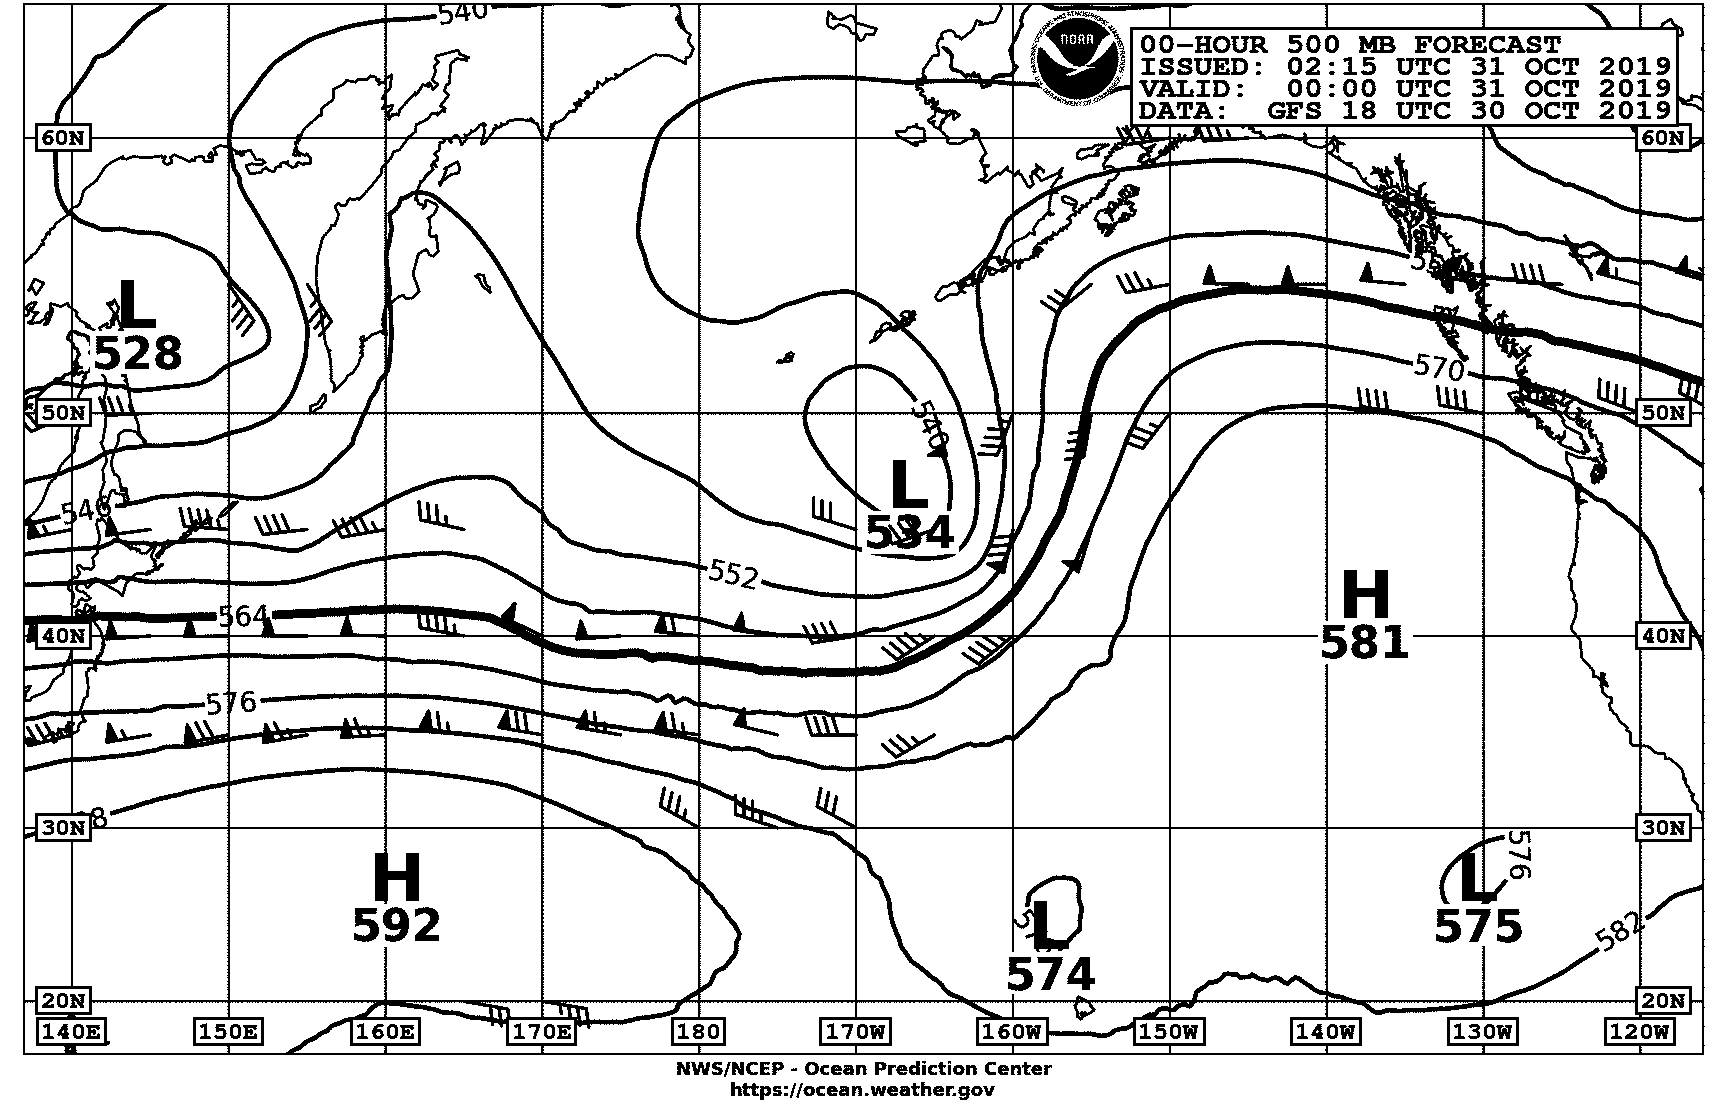 540
NOAA
00-HOUR 500 MB FORECAST
ISSUED: 02:15 UTC 31 OCT 2019
VALID: 00:00 UTC 31 OCT 2019
DATA: GFS 18 UTC 30 OCT 2019
60N
60N
L
528
570
50N
50N
540
L
534
546
552
H
581
564
40N
40N
576
30N
30N
H
592
L
574
576
L
575
582
20N
20N
140E 150E 160E 170E 180 170W 160W 150W 140W 130W 120W
NWS/NCEP - Ocean Prediction Center
https://ocean.weather.gov